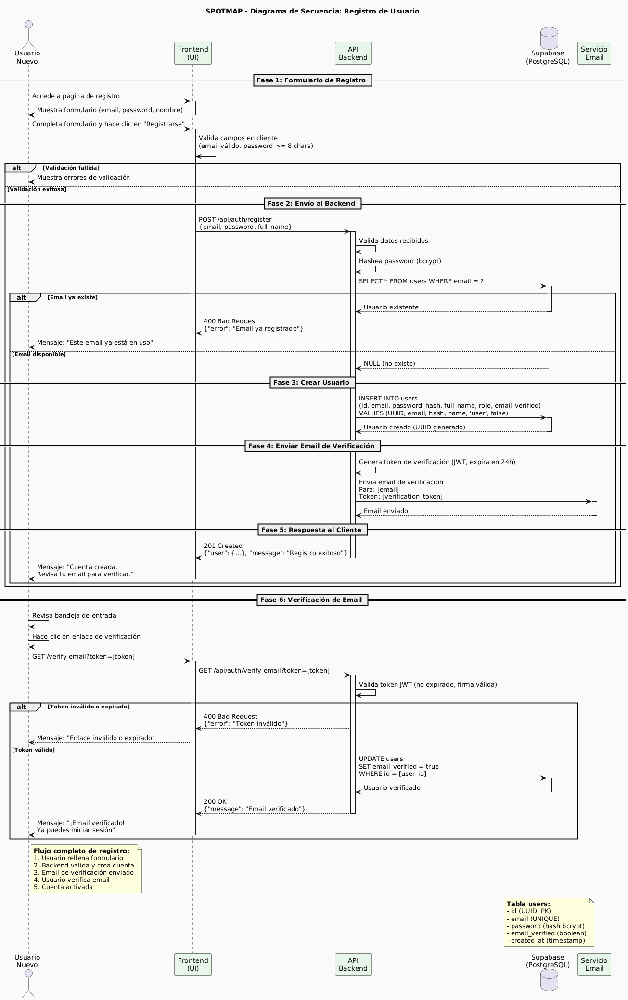 SPOTMAP - Diagrama de Secuencia: Registro de Usuario
Usuario
Nuevo
Frontend
(UI)
API
Backend
Supabase
(PostgreSQL)
Servicio
Email
Fase 1: Formulario de Registro
Accede a página de registro
Muestra formulario (email, password, nombre)
Completa formulario y hace clic en "Registrarse"
Valida campos en cliente
(email válido, password >= 8 chars)
alt [Validación fallida]
Muestra errores de validación
[Validación exitosa]
Fase 2: Envío al Backend
POST /api/auth/register
{email, password, full_name}
Valida datos recibidos
Hashea password (bcrypt)
SELECT * FROM users WHERE email = ?
alt [Email ya existe]
Usuario existente
400 Bad Request
{"error": "Email ya registrado"}
Mensaje: "Este email ya está en uso"
[Email disponible]
NULL (no existe)
Fase 3: Crear Usuario
INSERT INTO users
(id, email, password_hash, full_name, role, email_verified)
VALUES (UUID, email, hash, name, 'user', false)
Usuario creado (UUID generado)
Fase 4: Enviar Email de Verificación
Genera token de verificación (JWT, expira en 24h)
Envía email de verificación
Para: [email]
Token: [verification_token]
Email enviado
Fase 5: Respuesta al Cliente
201 Created
{"user": {...}, "message": "Registro exitoso"}
Mensaje: "Cuenta creada.
Revisa tu email para verificar."
Fase 6: Verificación de Email
Revisa bandeja de entrada
Hace clic en enlace de verificación
GET /verify-email?token=[token]
GET /api/auth/verify-email?token=[token]
Valida token JWT (no expirado, firma válida)
alt [Token inválido o expirado]
400 Bad Request
{"error": "Token inválido"}
Mensaje: "Enlace inválido o expirado"
[Token válido]
UPDATE users
SET email_verified = true
WHERE id = [user_id]
Usuario verificado
200 OK
{"message": "Email verificado"}
Mensaje: "¡Email verificado!
Ya puedes iniciar sesión"
Flujo completo de registro:
1. Usuario rellena formulario
2. Backend valida y crea cuenta
3. Email de verificación enviado
4. Usuario verifica email
5. Cuenta activada
Tabla users:
- id (UUID, PK)
- email (UNIQUE)
- password (hash bcrypt)
- email_verified (boolean)
- created_at (timestamp)
Usuario
Nuevo
Frontend
(UI)
API
Backend
Supabase
(PostgreSQL)
Servicio
Email